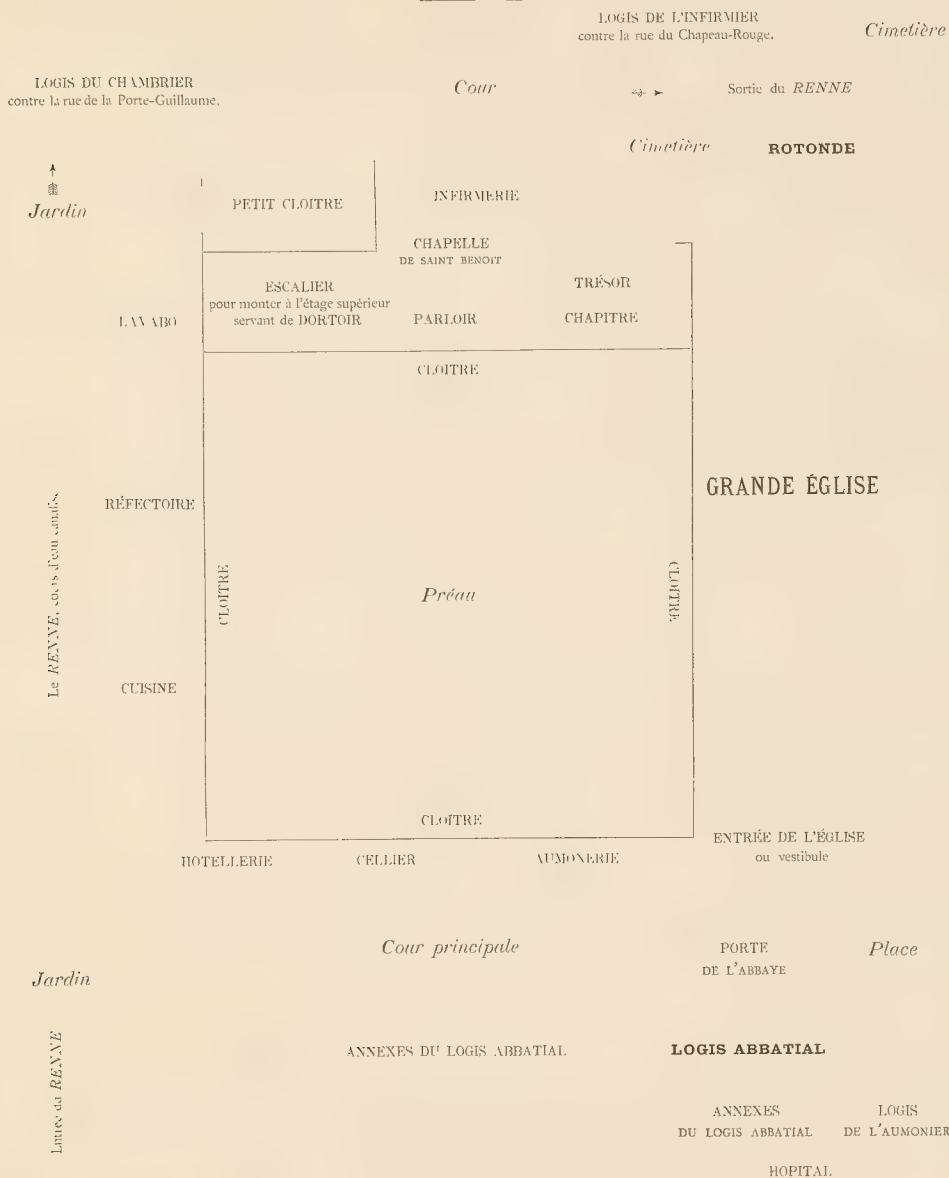 LOGIS DE L'INFIRMIER
contre la rue du Chapeau-Rouge.
Cimetière
LOGIS DU CHAMBRIER
contre la rue de la Porte-Guillaume.
Cour
Sortie du RENNE
Cimetière
ROTONDE
Jardin
PETIT CLOITRE
INFIRMERIE
CHAPELLE
DE SAINT BENOIT
ESCALIER
pour monter à l'étage supérieur
servant de DORTOIR
TRÉSOR
LAVABO
PARLOIR
CHAPITRE
CLOITRE
RÉFECTOIRE
GRANDE ÉGLISE
Le RENNE, cours d'eau
CLOITRE
Préau
CLOITRE
CUISINE
CLOITRE
ENTRÉE DE L'ÉGLISE
ou vestibule
HOTELLERIE
CELLIER
AUMONERIE
Cour principale
PORTE
DE L'ABBAYE
Place
Jardin
Entrée du RENNE
ANNEXES DU LOGIS ABBATIAL
LOGIS ABBATIAL
ANNEXES
DU LOGIS ABBATIAL
LOGIS
DE L'AUMONIER
HOPITAL